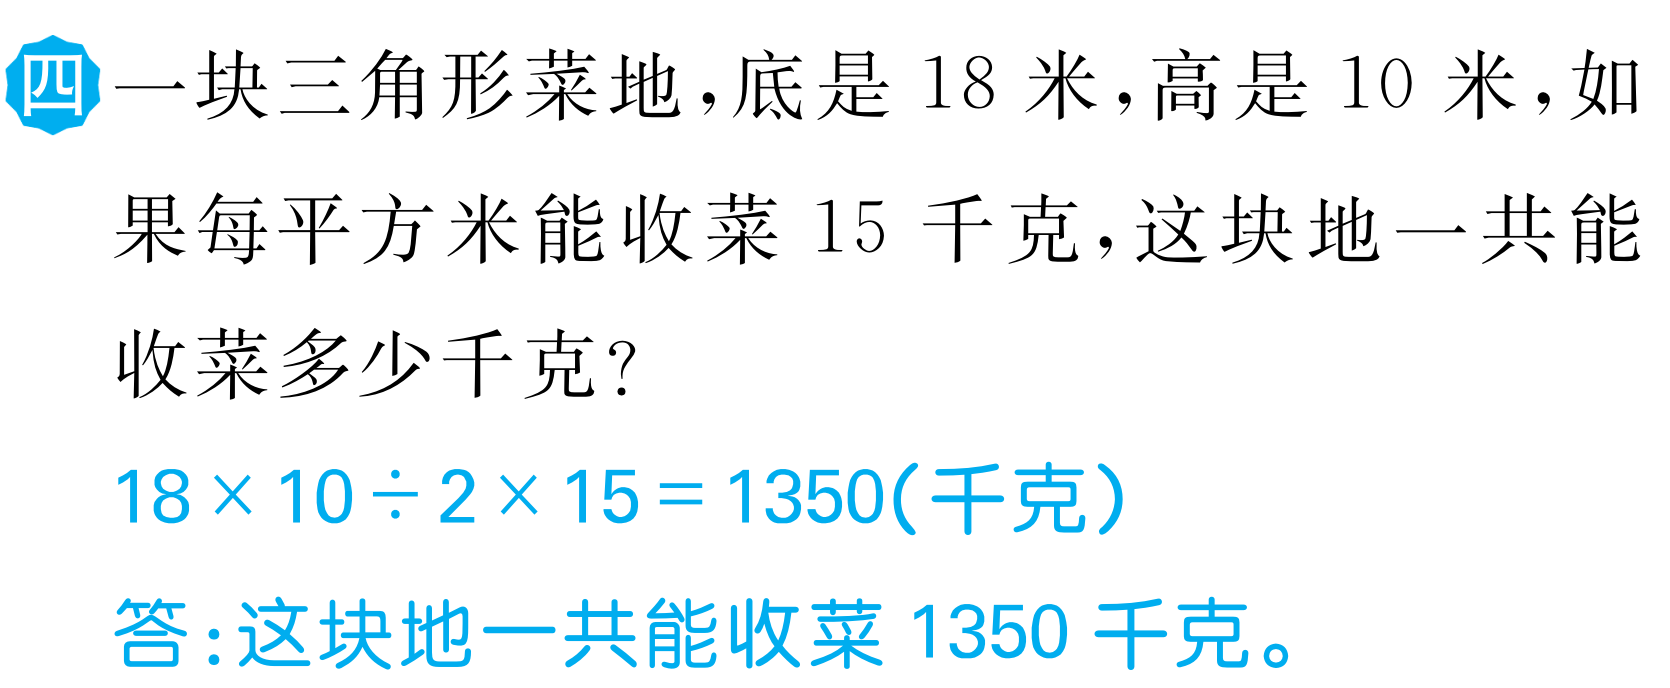 四 一块三角形菜地,底是 18 米,高是 10 米,如
果每平方米能收菜 15 千克,这块地一共能
收菜多少千克?
18 × 10 ÷ 2 × 15 = 1350(千克)
答:这块地一共能收菜 1350 千克。